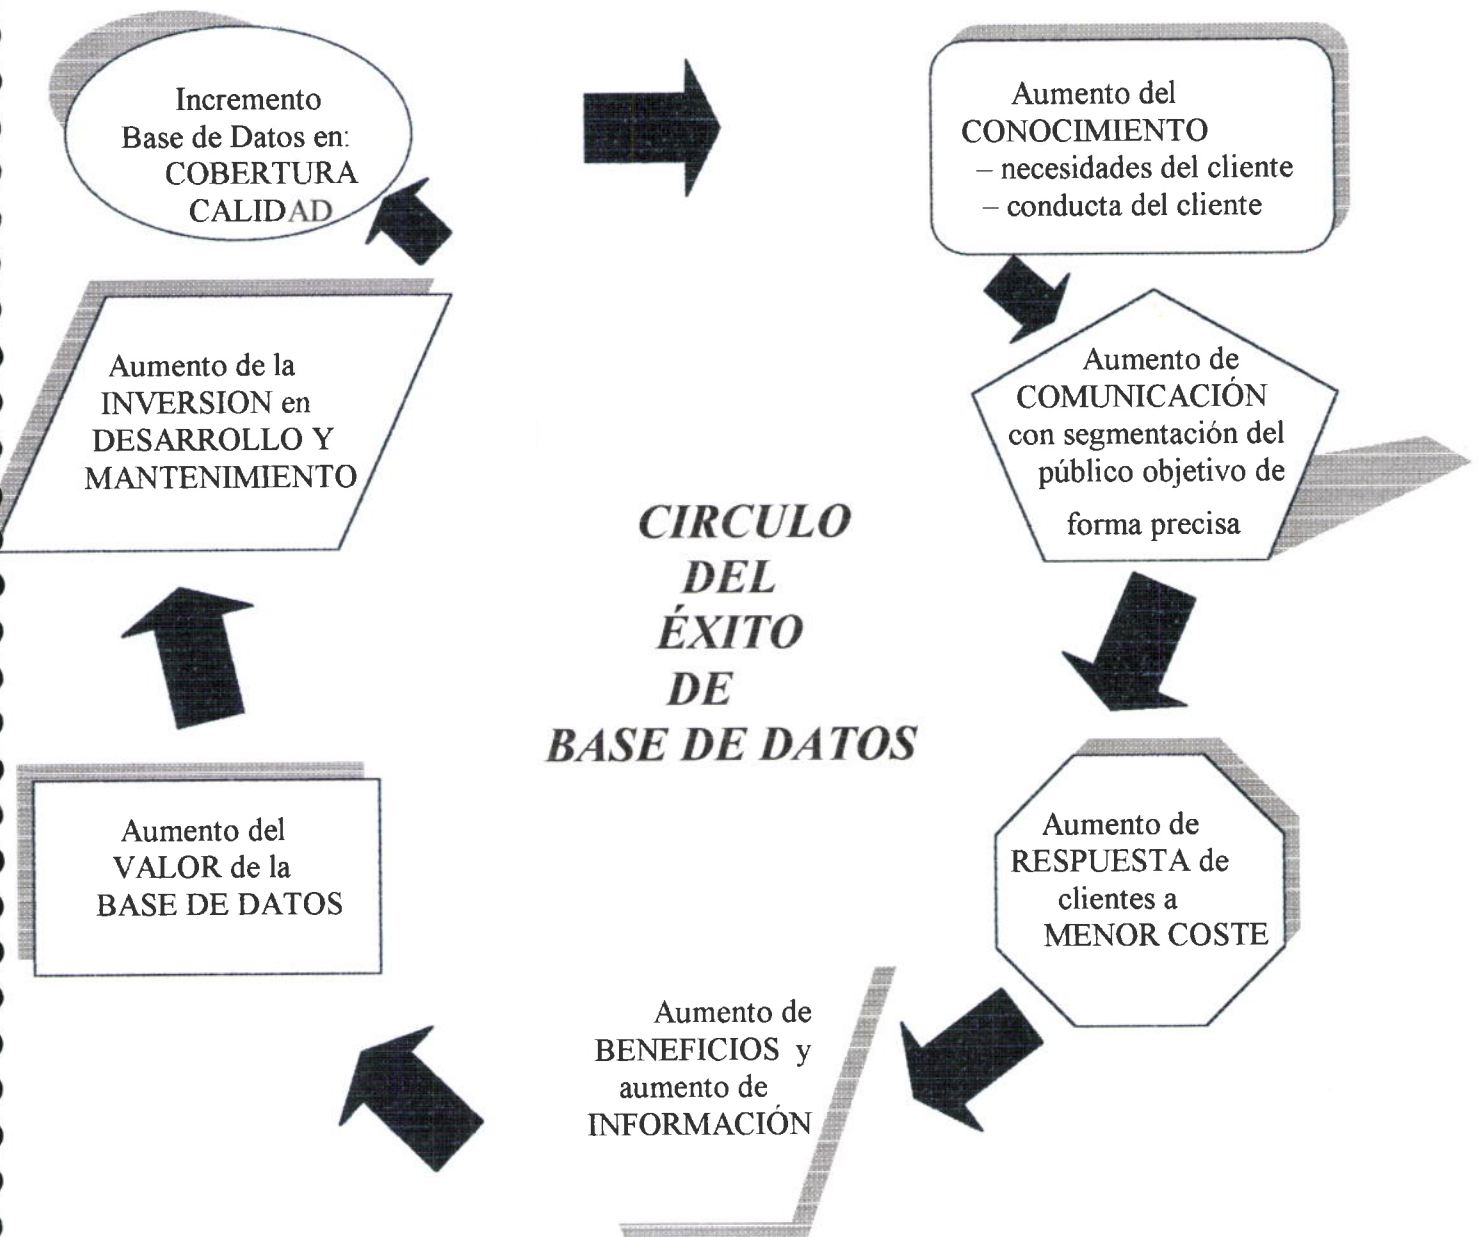 Incremento
Base de Datos en:
COBERTURA
CALIDAD
Aumento del
CONOCIMIENTO
– necesidades del cliente
– conducta del cliente
Aumento de
COMUNICACIÓN
con segmentación del
público objetivo de
forma precisa
Aumento de
RESPUESTA de
clientes a
MENOR COSTE
Aumento de
BENEFICIOS y
aumento de
INFORMACIÓN
Aumento del
VALOR de la
BASE DE DATOS
Aumento de la
INVERSION en
DESARROLLO Y
MANTENIMIENTO
CIRCULO
DEL
ÉXITO
DE
BASE DE DATOS